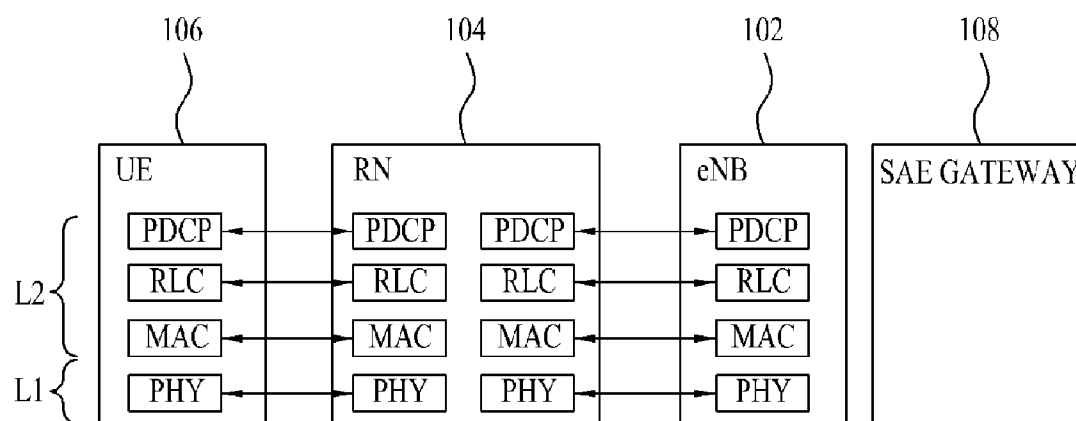 106 104 102 108
UE RN eNB SAE GATEWAY
PDCP PDCP PDCP PDCP
RLC RLC RLC RLC
L2
MAC MAC MAC MAC
L1 PHY PHY PHY PHY